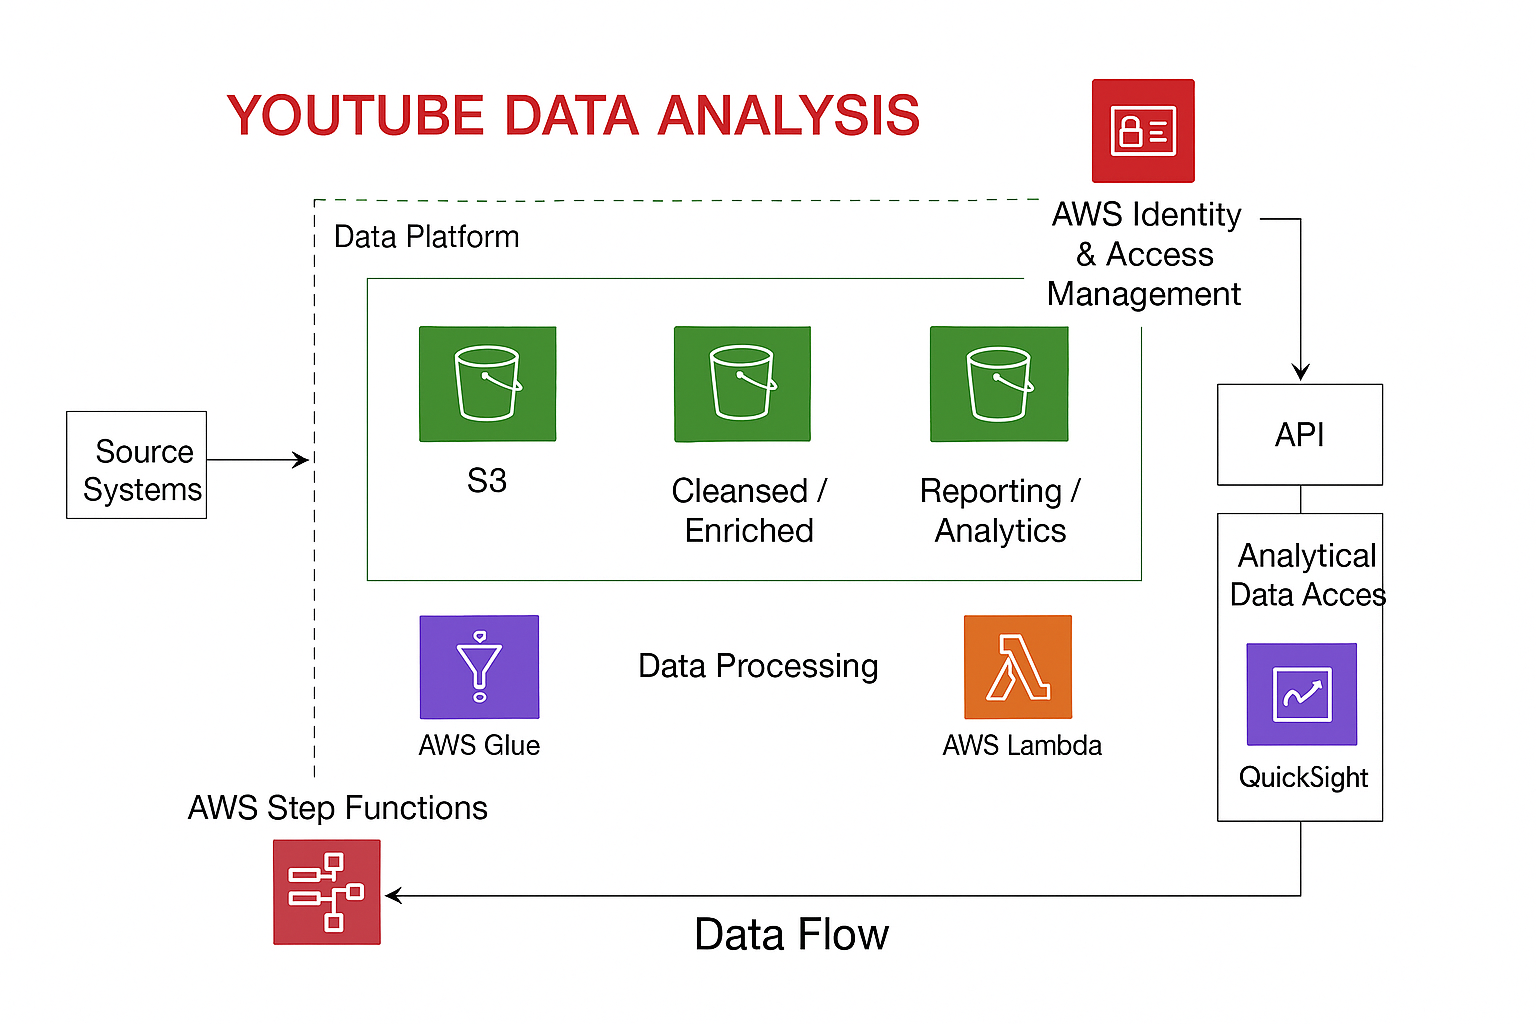 YOUTUBE DATA ANALYSIS
AWS Identity
& Access
Management
Data Platform
Source
Systems
S3
Cleansed /
Enriched
Reporting /
Analytics
API
Analytical
Data Acces
AWS Glue
Data Processing
AWS Lambda
QuickSight
AWS Step Functions
Data Flow